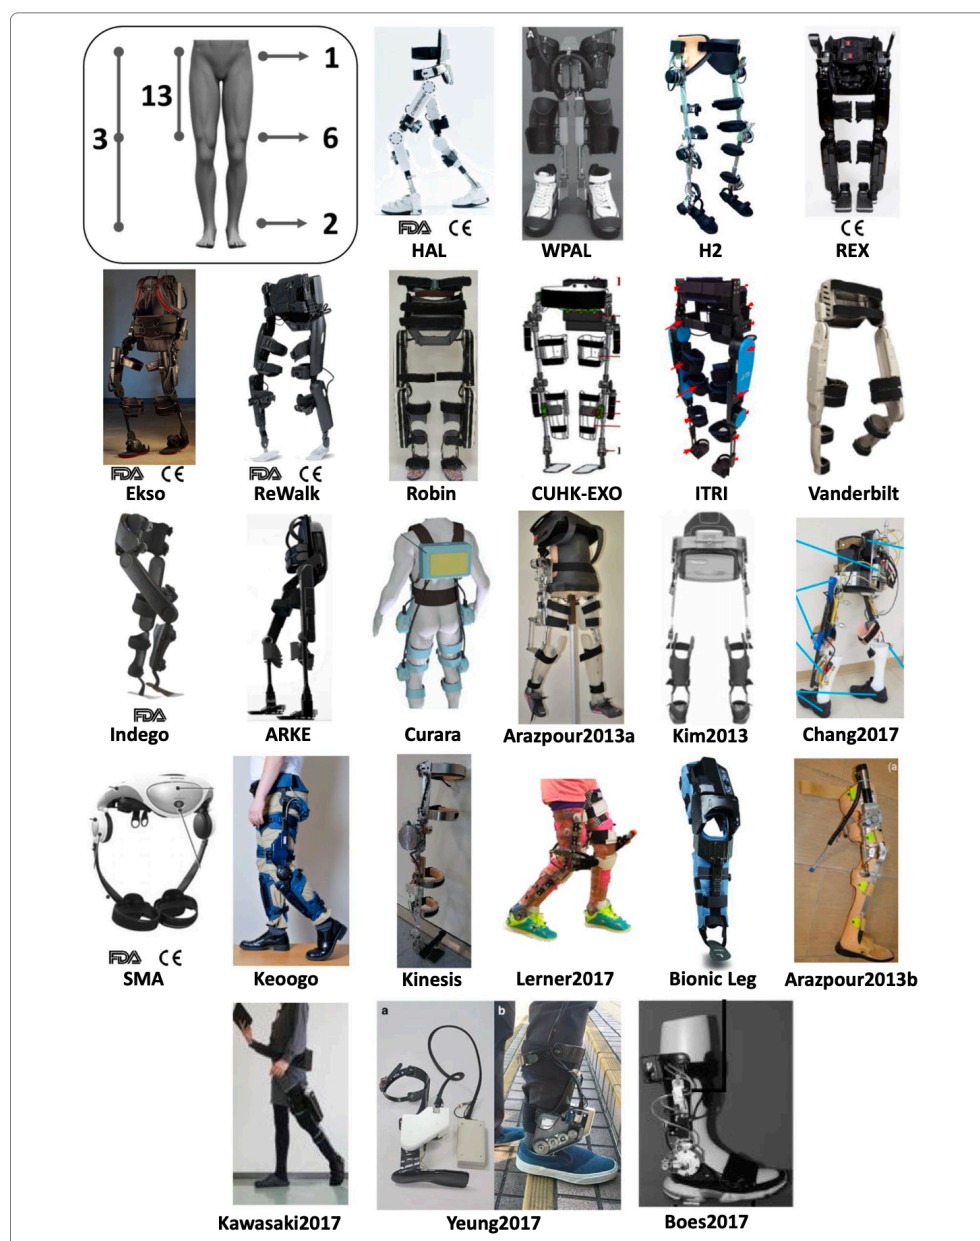 1
13
3
6
2
A
FDA CE
CE
HAL
WPAL
H2
REX
FDA CE
FDA CE
Ekso
ReWalk
Robin
CUHK-EXO
ITRI
Vanderbilt
FDA
Indego
ARKE
Curara
Arazpour2013a
Kim2013
Chang2017
(a
FDA CE
SMA
Keoogo
Kinesis
Lerner2017
Bionic Leg
Arazpour2013b
a
b
Kawasaki2017
Yeung2017
Boes2017